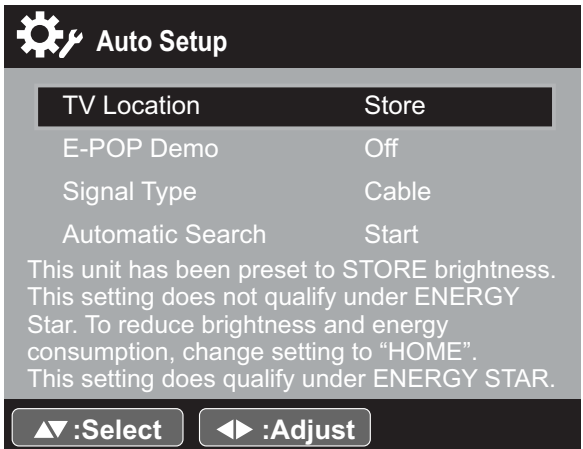 Auto Setup
TV Location Store
E-POP Demo Off
Signal Type Cable
Automatic Search Start
This unit has been preset to STORE brightness.
This setting does not qualify under ENERGY
Star. To reduce brightness and energy
consumption, change setting to “HOME”.
This setting does qualify under ENERGY STAR.
▲▼:Select ◀▶:Adjust